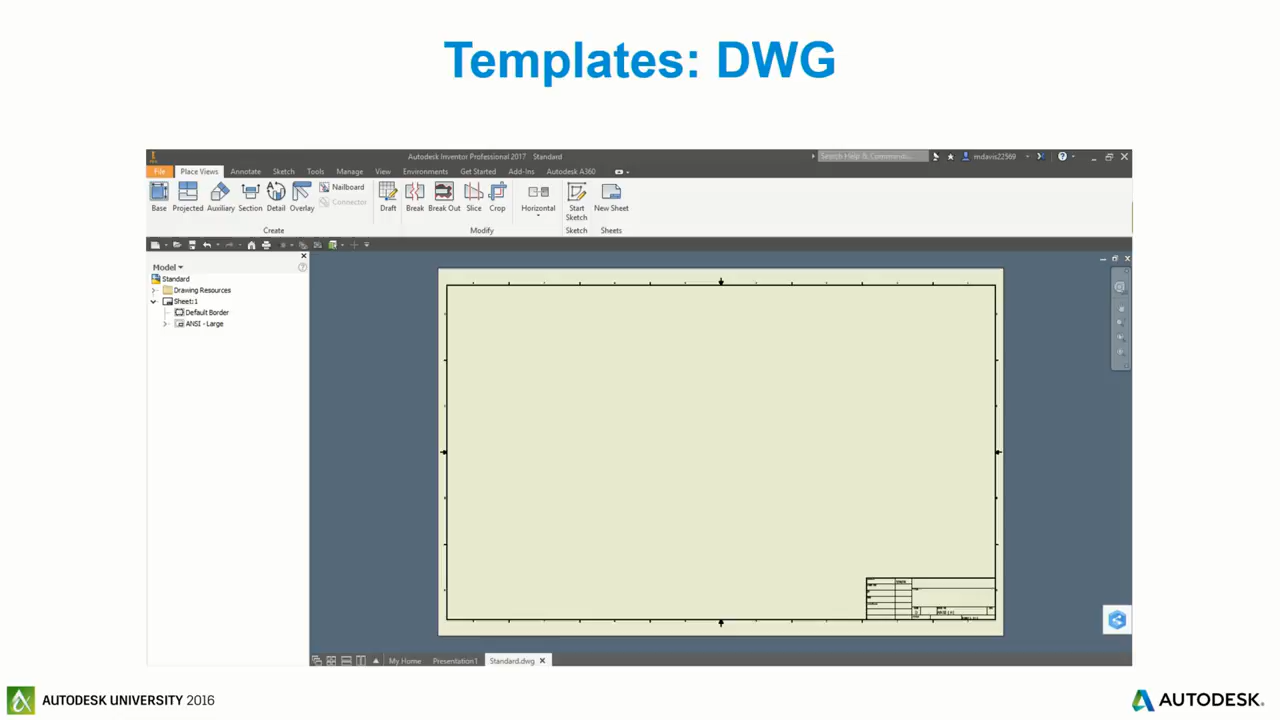 Templates: DWG
Autodesk Inventor Professional 2017 Standard
Search Help & Commands...
mdavis22569
File Place Views Annotate Sketch Tools Manage View Environments Get Started Add-Ins Autodesk A360
Nailboard
Connector
Base Projected Auxiliary Section Detail Overlay Draft Break Break Out Slice Crop Horizontal Start Sketch New Sheet
Create Modify Sketch Sheets
Model
Standard
Drawing Resources
Sheet:1
Default Border
ANSI - Large
My Home Presentation1 Standard.dwg
AUTODESK UNIVERSITY 2016
AUTODESK.